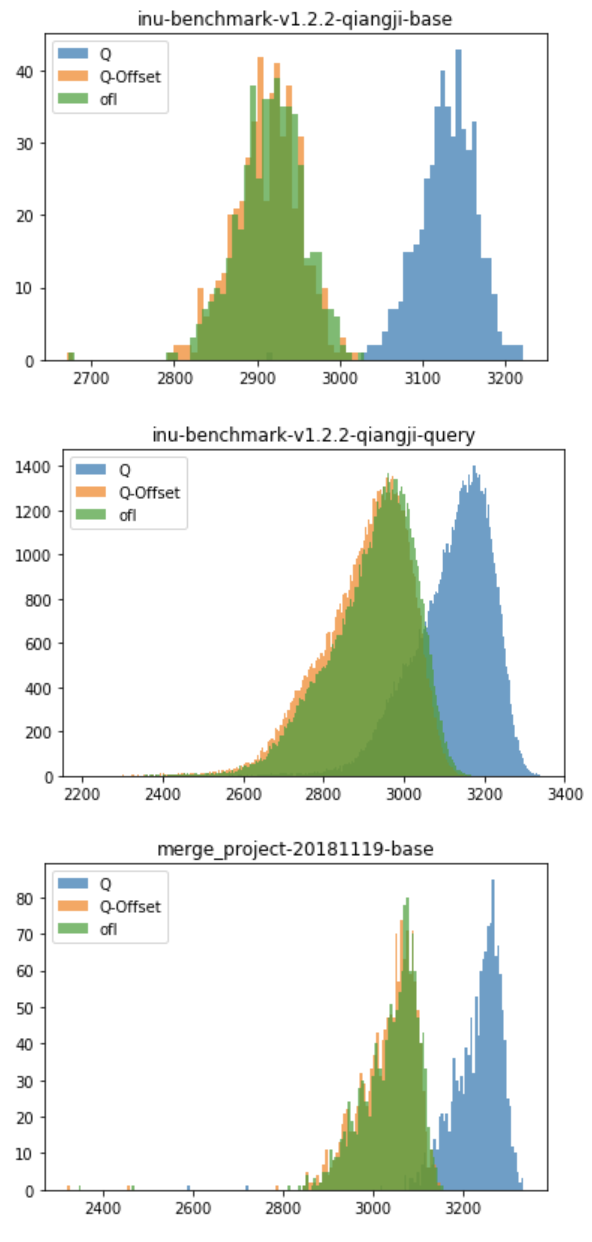 inu-benchmark-v1.2.2-qiangji-base
Q
Q-Offset
ofl
40
30
20
10
0
2700 2800 2900 3000 3100 3200
inu-benchmark-v1.2.2-qiangji-query
Q
Q-Offset
ofl
1400
1200
1000
800
600
400
200
0
2200 2400 2600 2800 3000 3200 3400
merge_project-20181119-base
Q
Q-Offset
ofl
80
70
60
50
40
30
20
10
0
2400 2600 2800 3000 3200